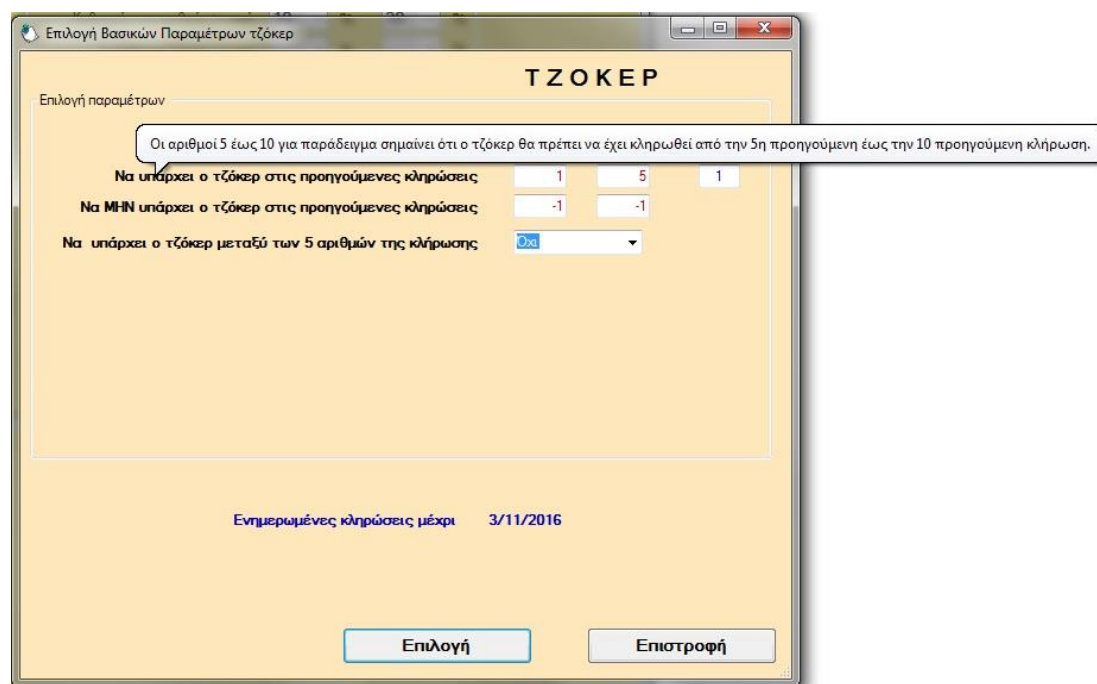 Επιλογή Βασικών Παραμέτρων τζόκερ
ΤΖΟΚΕΡ
Επιλογή παραμέτρων
Οι αριθμοί 5 έως 10 για παράδειγμα σημαίνει ότι ο τζόκερ θα πρέπει να έχει κληρωθεί από την 5η προηγούμενη έως την 10 προηγούμενη κλήρωση.
Να υπάρχει ο τζόκερ στις προηγούμενες κληρώσεις 1 5 1
Να ΜΗΝ υπάρχει ο τζόκερ στις προηγούμενες κληρώσεις -1 -1
Να υπάρχει ο τζόκερ μεταξύ των 5 αριθμών της κλήρωσης Όχι
Ενημερωμένες κληρώσεις μέχρι 3/11/2016
Επιλογή Επιστροφή